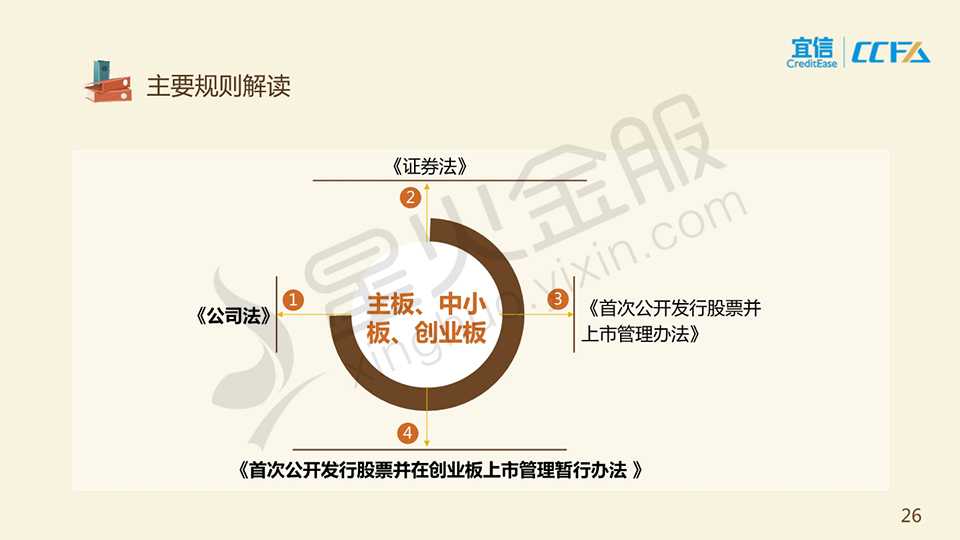 宜信
CreditEase
CCFA
主要规则解读
《证券法》
2
1
3
《公司法》
主板、中小
板、创业板
《首次公开发行股票并
上市管理办法》
4
《首次公开发行股票并在创业板上市管理暂行办法 》
星火金服
xinghuo.yixin.com
26